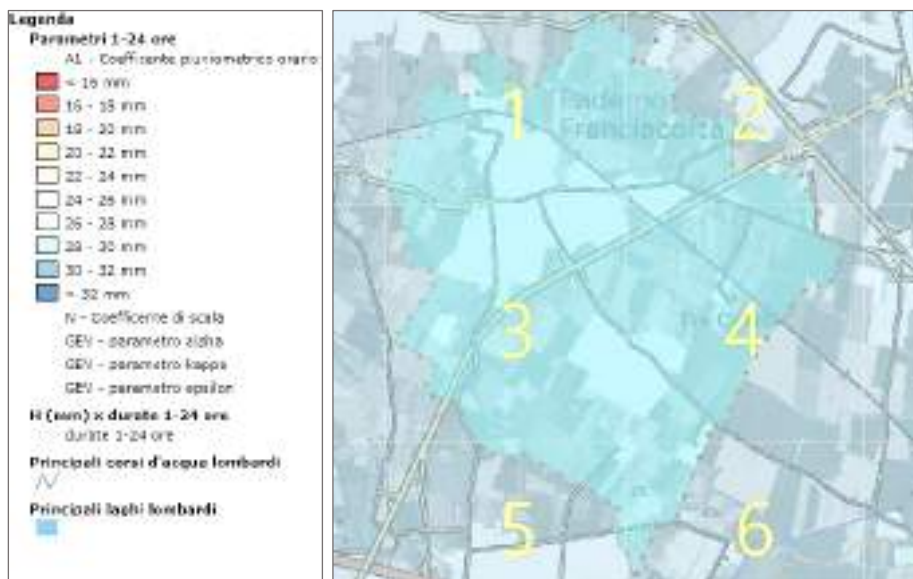 Legenda
Parametri 1-24 ore
A1 - Coefficente pluviometrico orario
< 16 mm
16 - 18 mm
18 - 20 mm
20 - 22 mm
22 - 24 mm
24 - 26 mm
26 - 28 mm
28 - 30 mm
30 - 32 mm
> 32 mm
N - Coefficente di scala
GEV - parametro alpha
GEV - parametro kappa
GEV - parametro epsilon
H (mm) x durate 1-24 ore
durate 1-24 ore
Principali corsi d'acqua lombardi
Principali laghi lombardi
1
2
Paderno
Franciacorta
3
4
5
6